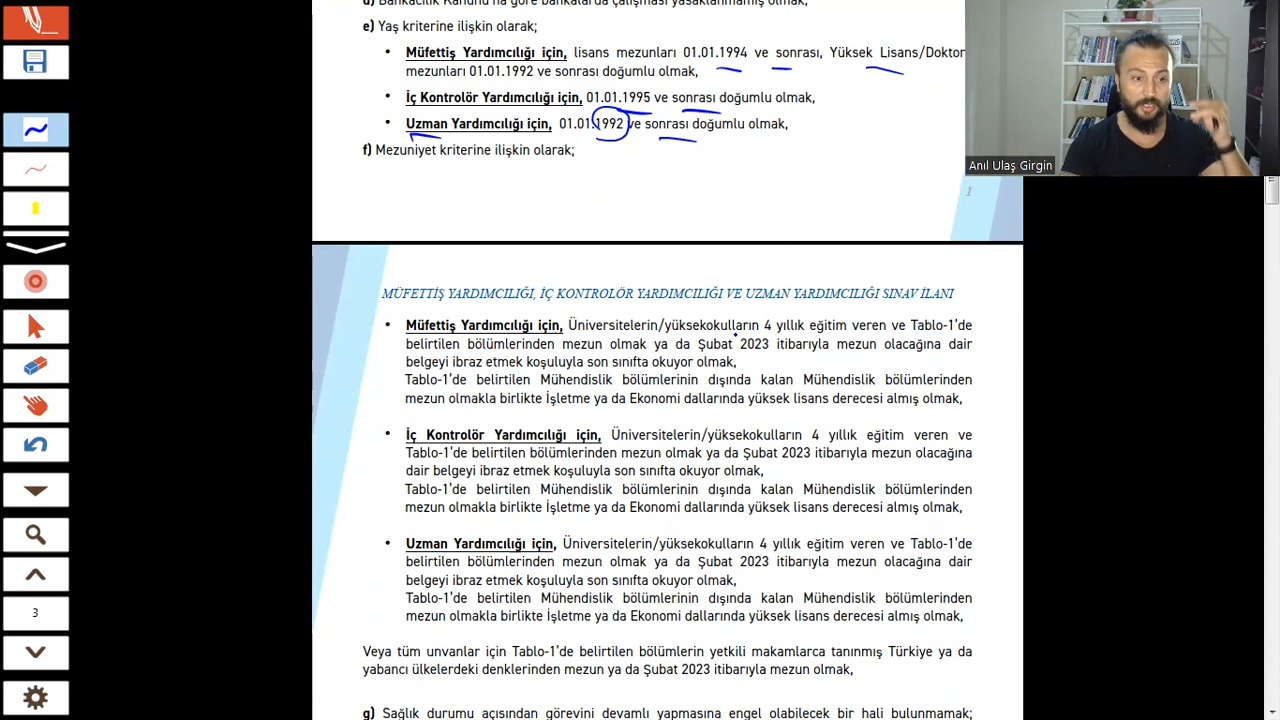 d) Bankacılık Kanunu'na göre bankalarda çalışması yasaklanmamış olmak,
e) Yaş kriterine ilişkin olarak;
• Müfettiş Yardımcılığı için, lisans mezunları 01.01.1994 ve sonrası, Yüksek Lisans/Doktor
mezunları 01.01.1992 ve sonrası doğumlu olmak,
• İç Kontrolör Yardımcılığı için, 01.01.1995 ve sonrası doğumlu olmak,
• Uzman Yardımcılığı için, 01.01.1992 ve sonrası doğumlu olmak,
f) Mezuniyet kriterine ilişkin olarak;
Anıl Ulaş Girgin
1
MÜFETTİŞ YARDIMCILIĞI, İÇ KONTROLÖR YARDIMCILIĞI VE UZMAN YARDIMCILIĞI SINAV İLANI
• Müfettiş Yardımcılığı için, Üniversitelerin/yüksekokulların 4 yıllık eğitim veren ve Tablo-1'de
belirtilen bölümlerinden mezun olmak ya da Şubat 2023 itibarıyla mezun olacağına dair
belgeyi ibraz etmek koşuluyla son sınıfta okuyor olmak,
Tablo-1'de belirtilen Mühendislik bölümlerinin dışında kalan Mühendislik bölümlerinden
mezun olmakla birlikte İşletme ya da Ekonomi dallarında yüksek lisans derecesi almış olmak,
• İç Kontrolör Yardımcılığı için, Üniversitelerin/yüksekokulların 4 yıllık eğitim veren ve
Tablo-1'de belirtilen bölümlerinden mezun olmak ya da Şubat 2023 itibarıyla mezun olacağına
dair belgeyi ibraz etmek koşuluyla son sınıfta okuyor olmak,
Tablo-1'de belirtilen Mühendislik bölümlerinin dışında kalan Mühendislik bölümlerinden
mezun olmakla birlikte İşletme ya da Ekonomi dallarında yüksek lisans derecesi almış olmak,
• Uzman Yardımcılığı için, Üniversitelerin/yüksekokulların 4 yıllık eğitim veren ve Tablo-1'de
belirtilen bölümlerinden mezun olmak ya da Şubat 2023 itibarıyla mezun olacağına dair
belgeyi ibraz etmek koşuluyla son sınıfta okuyor olmak,
Tablo-1'de belirtilen Mühendislik bölümlerinin dışında kalan Mühendislik bölümlerinden
mezun olmakla birlikte İşletme ya da Ekonomi dallarında yüksek lisans derecesi almış olmak,
3
Veya tüm unvanlar için Tablo-1'de belirtilen bölümlerin yetkili makamlarca tanınmış Türkiye ya da
yabancı ülkelerdeki denklerinden mezun ya da Şubat 2023 itibarıyla mezun olmak,
g) Sağlık durumu açısından görevini devamlı yapmasına engel olabilecek bir hali bulunmamak;